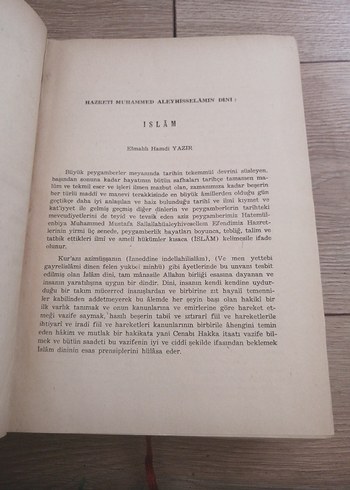 HAZRETİ MUHAMMED ALEYHİSSELÂMIN DİNİ :
İSLÂM
Elmalılı Hamdi YAZIR
Büyük peygamberler meyanında tarihin tekemmül devrini süsleyen,
başından sonuna kadar hayatının bütün safhaları tarihçe tamamen ma-
lûm ve tekmil eser ve işleri ilmen mazbut olan, zamanımıza kadar beşerin
her türlü maddî ve manevî terakkisinde en büyük âmillerden olduğu gün
geçtikçe daha iyi anlaşılan ve haiz bulunduğu tarihî ve ilmî kıymet ve
kat'iyyet ile gelmiş geçmiş diğer dinlerin ve peygamberlerin tarihteki
mevcudiyetlerini de teyid ve tevsik eden aziz peygamberimiz Hatemül-
enbiya Muhammed Mustafa Sallallahüaleyhivesellem Efendimiz Hazret-
lerinin yirmi üç senede, peygamberlik hayatları boyunca, tebliğ, talim ve
tatbik ettikleri ilmî ve amelî hükümler kısaca (İSLÂM) kelimesile ifade
olunur.
Kur'anı azimüşşanın (İnneddine indellahilislâm), (Ve men yettebi
gayrelislâmi dinen felen yukbel minhü) gibi âyetlerinde bu unvanı tesbit
edilmiş olan İslâm dini, tam mânasile Allahın birliği esasına dayanan ve
insanın yaratılışına uygun bir dindir. Dini, insanın kendi kendine uydur-
duğu bir takım mücerred inanışlardan ve birbirine zıt hayalî temenni-
ler kabilinden addetmeyerek bu âlemde her şeyin başı olan hakikî bir
ilk varlık tanımak ve onun kanunlarına ve emirlerine göre hareket et-
meği vazife saymak, hasılı beşerin tabiî ve ıztırarî fiil ve hareketlerile
ihtiyarî ve iradî fiil ve hareketleri kanunlarının birbirile âhengini temin
eden hâkim ve mutlak bir hakikata yani Cenabı Hakka itaati vazife bil-
mek ve bütün saadeti bu vazifenin iyi ve ciddî şekilde ifasından beklemek
İslâm dininin esas prensiplerini hülâsa eder.